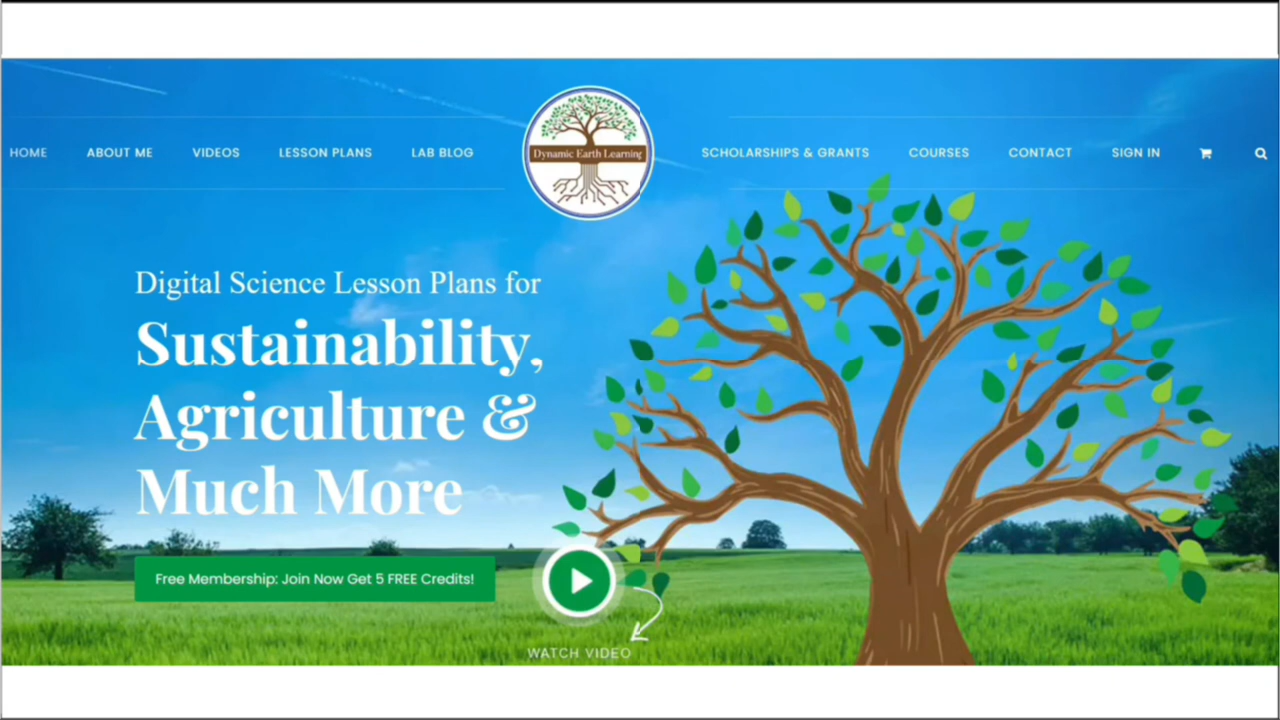 HOME ABOUT ME VIDEOS LESSON PLANS LAB BLOG Dynamic Earth Learning SCHOLARSHIPS & GRANTS COURSES CONTACT SIGN IN
Digital Science Lesson Plans for
Sustainability,
Agriculture &
Much More
Free Membership: Join Now Get 5 FREE Credits!
WATCH VIDEO